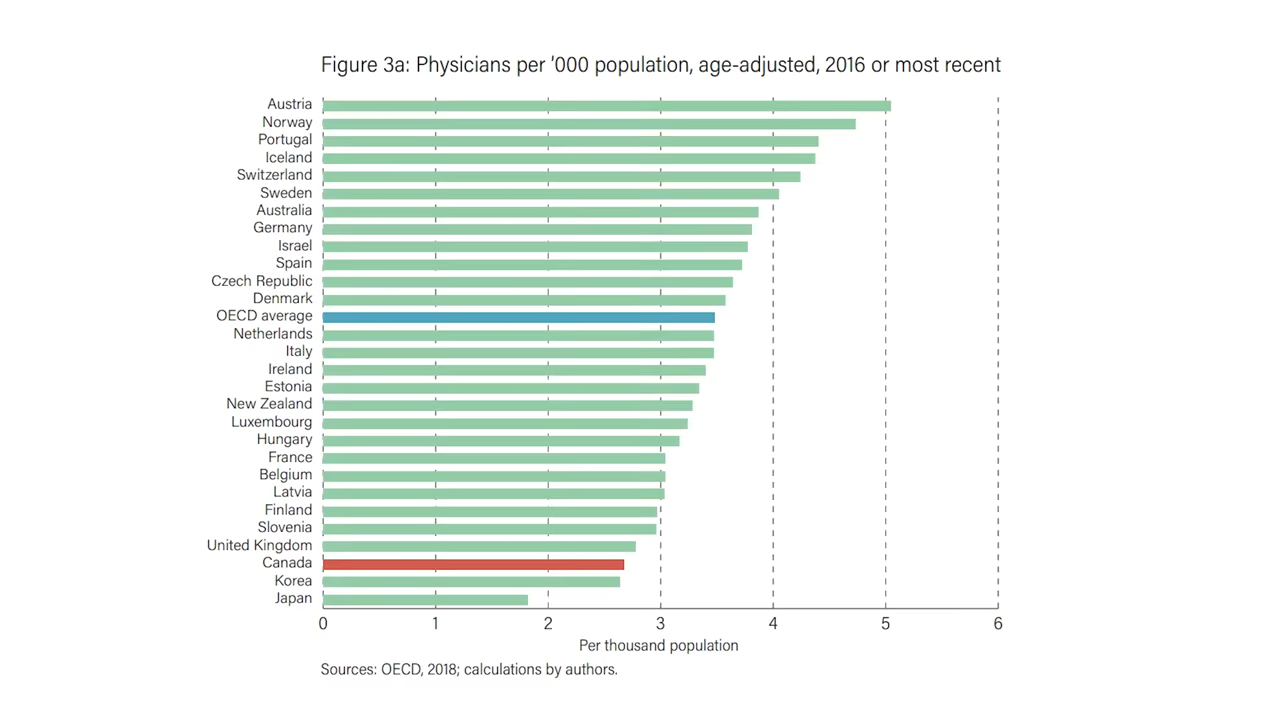 Figure 3a: Physicians per '000 population, age-adjusted, 2016 or most recent
Austria
Norway
Portugal
Iceland
Switzerland
Sweden
Australia
Germany
Israel
Spain
Czech Republic
Denmark
OECD average
Netherlands
Italy
Ireland
Estonia
New Zealand
Luxembourg
Hungary
France
Belgium
Latvia
Finland
Slovenia
United Kingdom
Canada
Korea
Japan
0 1 2 3 4 5 6
Per thousand population
Sources: OECD, 2018; calculations by authors.